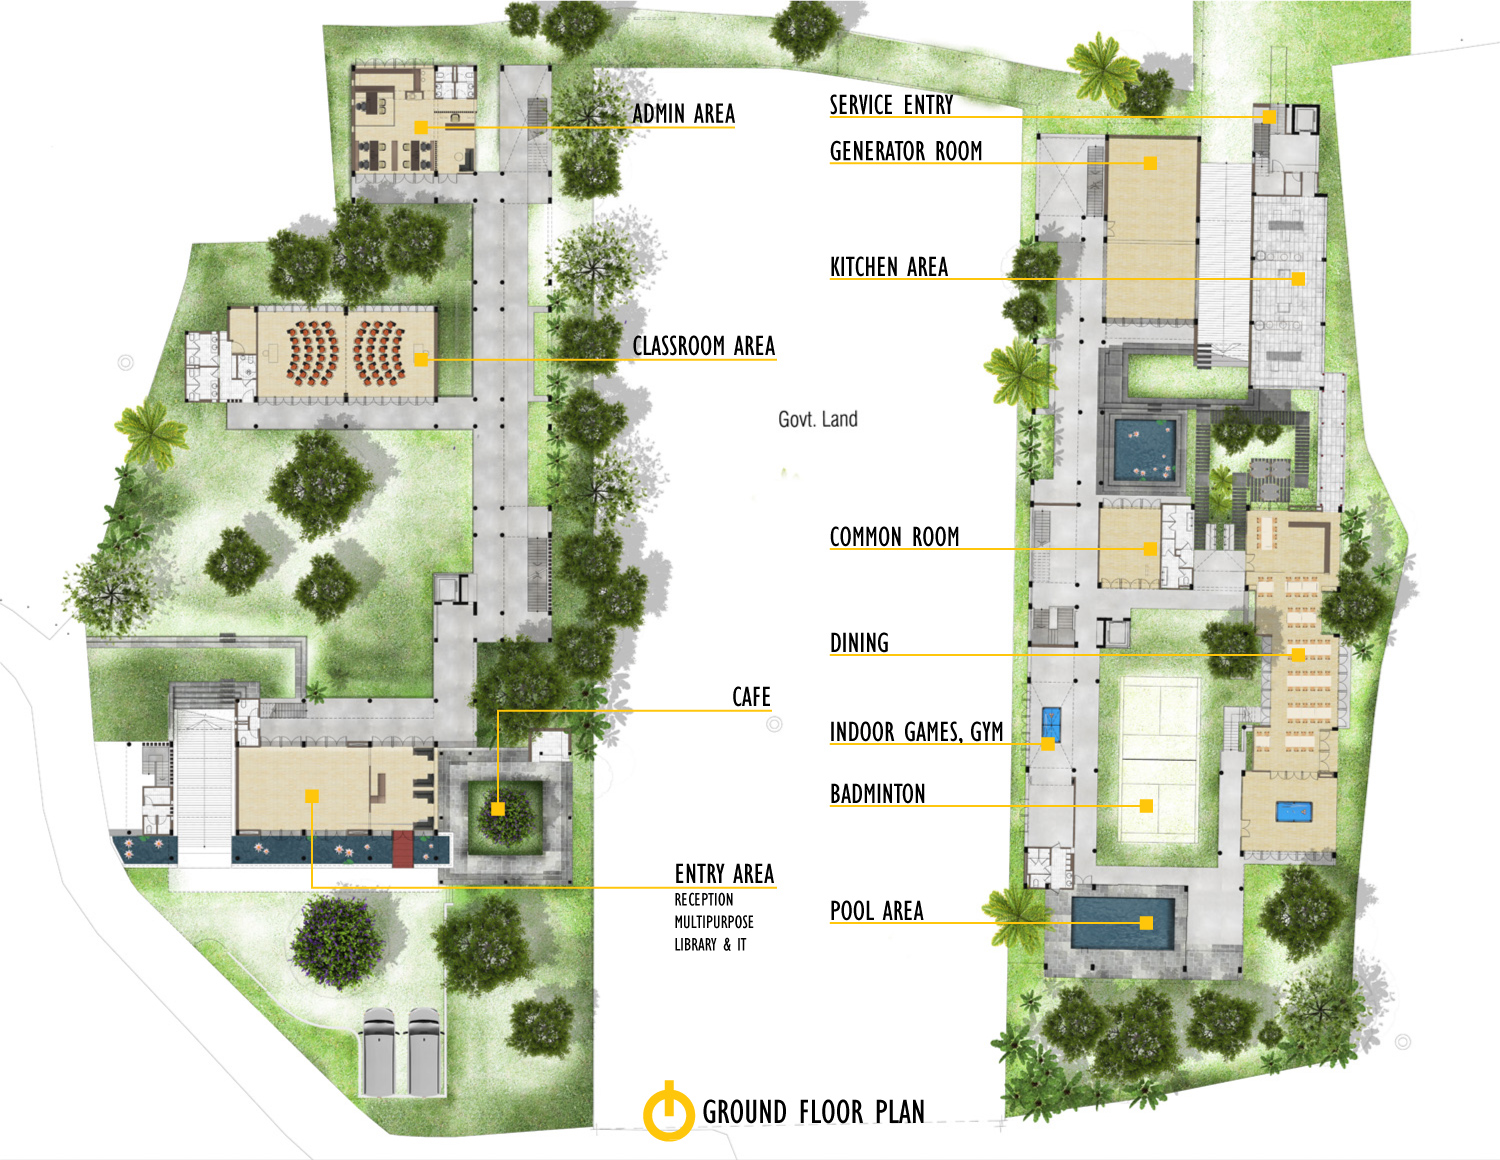 ADMIN AREA
SERVICE ENTRY
GENERATOR ROOM
KITCHEN AREA
CLASSROOM AREA
Govt. Land
COMMON ROOM
DINING
CAFE
INDOOR GAMES, GYM
BADMINTON
ENTRY AREA
RECEPTION
MULTIPURPOSE
LIBRARY & IT
POOL AREA
GROUND FLOOR PLAN